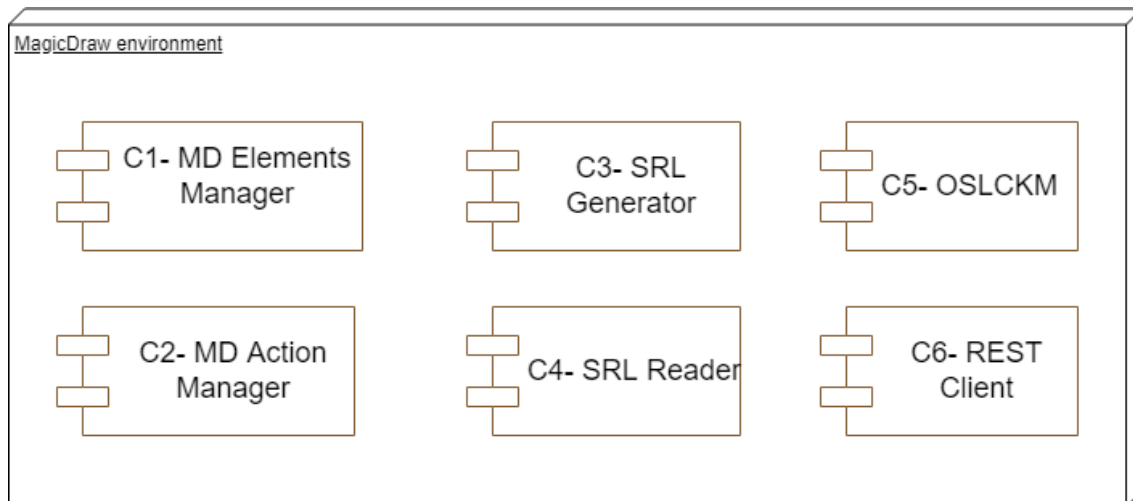 MagicDraw environment
C1- MD Elements
Manager
C3- SRL
Generator
C5- OSLCKM
C2- MD Action
Manager
C4- SRL Reader
C6- REST
Client